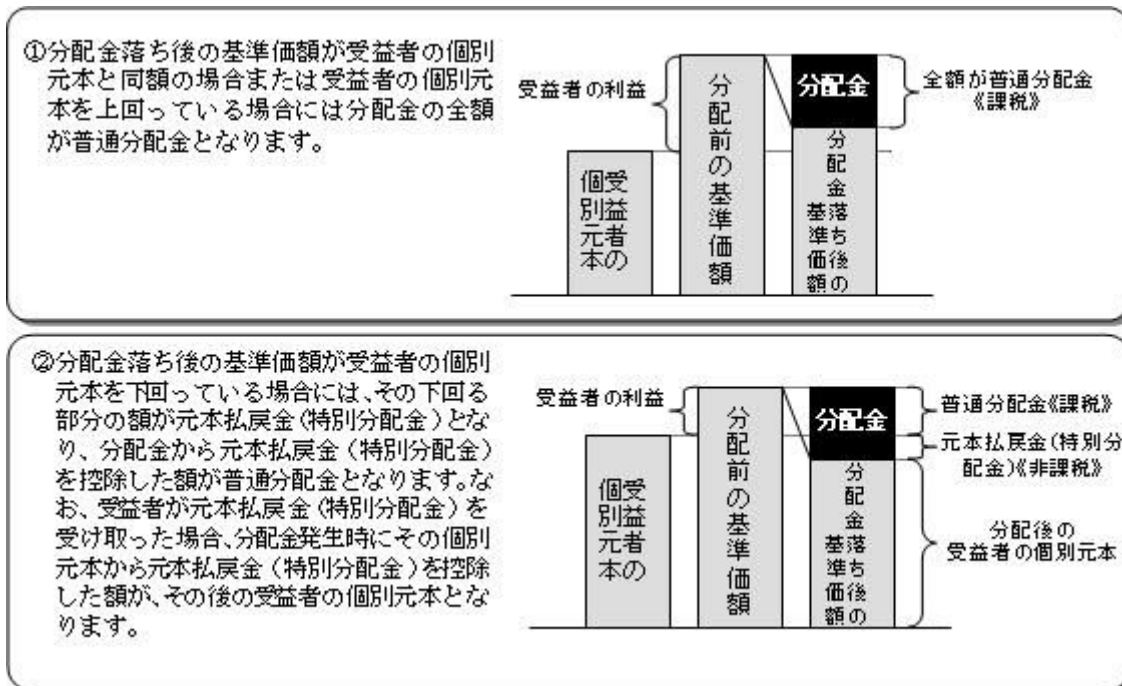 ①分配金落ち後の基準価額が受益者の個別
元本と同額の場合または受益者の個別元
本を上回っている場合には分配金の全額
が普通分配金となります。
受益者の利益
分配金
全額が普通分配金
《課税》
受益者の
個別元本
分配前の基準価額
分配金落ち後の
基準価額
②分配金落ち後の基準価額が受益者の個別
元本を下回っている場合には、その下回る
部分の額が元本払戻金(特別分配金)とな
り、分配金から元本払戻金(特別分配金)
を控除した額が普通分配金となります。な
お、受益者が元本払戻金(特別分配金)を
受け取った場合、分配金発生時にその個別
元本から元本払戻金(特別分配金)を控除
した額が、その後の受益者の個別元本とな
ります。
受益者の利益
分配金
普通分配金《課税》
元本払戻金(特別分
配金)《非課税》
受益者の
個別元本
分配前の基準価額
分配金落ち後の
基準価額
分配後の
受益者の個別元本